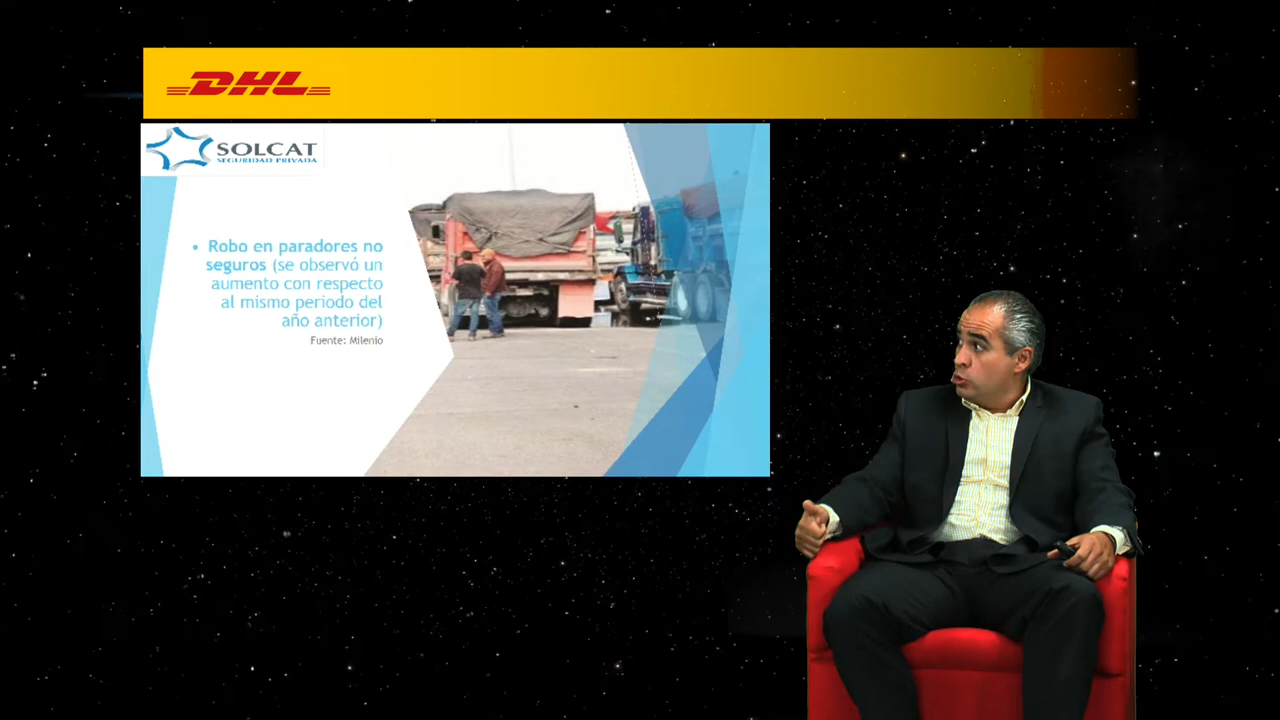 DHL
SOLCAT
SEGURIDAD PRIVADA
• Robo en paradores no
seguros (se observó un
aumento con respecto
al mismo periodo del
año anterior)
Fuente: Milenio